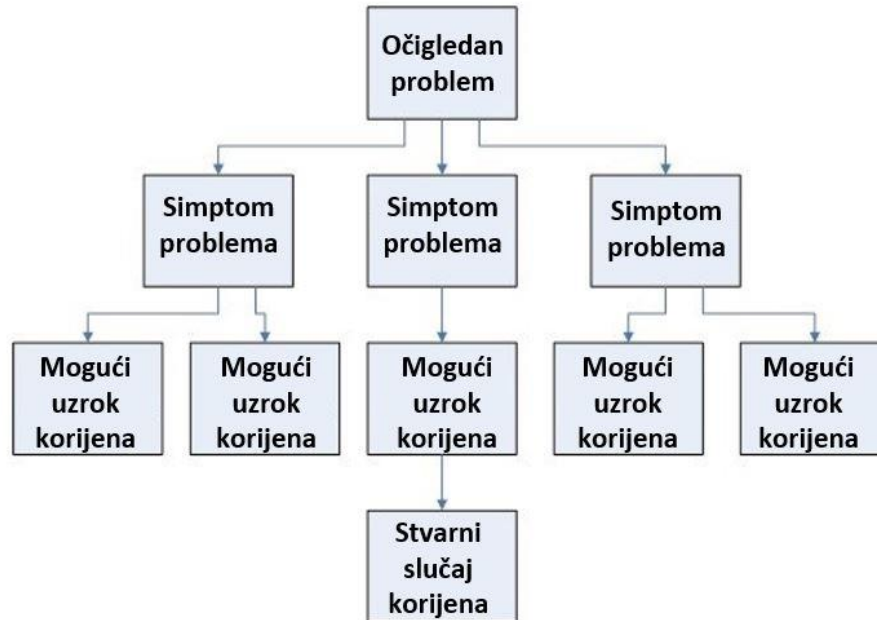 Očigledan
problem
Simptom
problema
Simptom
problema
Simptom
problema
Mogući
uzrok
korijena
Mogući
uzrok
korijena
Mogući
uzrok
korijena
Mogući
uzrok
korijena
Mogući
uzrok
korijena
Stvarni
slučaj
korijena